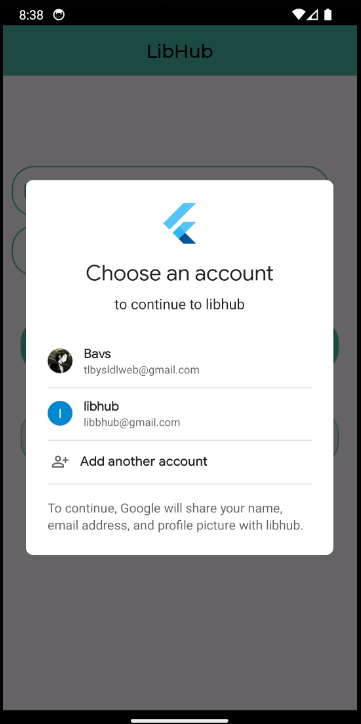 8:38
LibHub
Choose an account
to continue to libhub
Bavs
tlbysldlweb@gmail.com
l
libhub
libbhub@gmail.com
Add another account
To continue, Google will share your name,
email address, and profile picture with libhub.